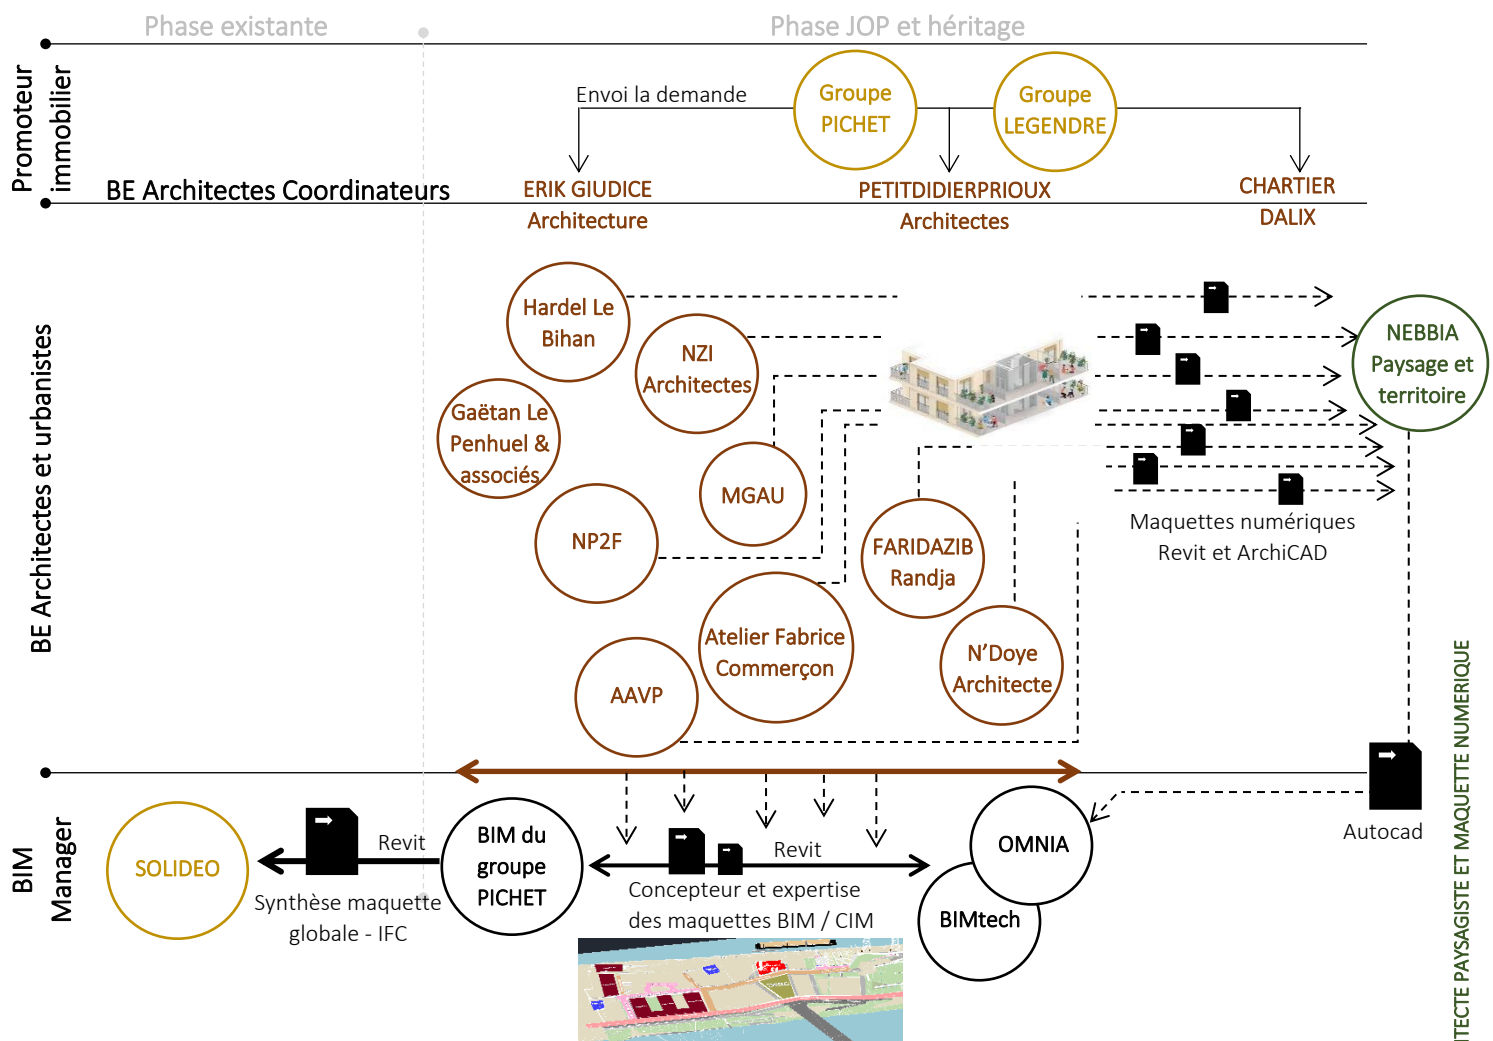 Phase existante
Phase JOP et héritage
Promoteur
immobilier
Envoi la demande
Groupe
PICHET
Groupe
LEGENDRE
BE Architectes Coordinateurs
ERIK GIUDICE
Architecture
PETITDIDIERPRIOUX
Architectes
CHARTIER
DALIX
BE Architectes et urbanistes
Hardel Le
Bihan
NZI
Architectes
Gaëtan Le
Penhuel &
associés
MGAU
NP2F
FARIDAZIB
Randja
Atelier Fabrice
Commerçon
N'Doye
Architecte
AAVP
NEBBIA
Paysage et
territoire
Maquettes numériques
Revit et ArchiCAD
BIM
Manager
SOLIDEO
Revit
Synthèse maquette
globale - IFC
BIM du
groupe
PICHET
Revit
Concepteur et expertise
des maquettes BIM / CIM
OMNIA
BIMtech
Autocad
ITECTE PAYSAGISTE ET MAQUETTE NUMERIQUE